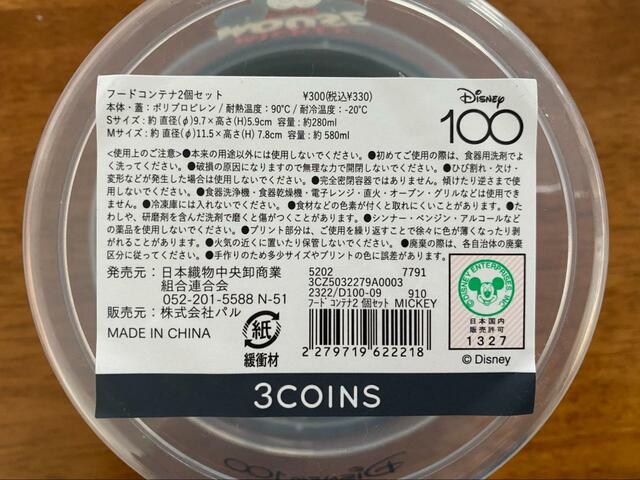 MOUSE
フードコンテナ2個セット ¥300(税込¥330)
本体・蓋：ポリプロピレン / 耐熱温度：90℃/ 耐冷温度：-20℃
Sサイズ：約 直径(φ)9.7×高さ(H)5.9cm 容量：約280ml
Mサイズ：約 直径(φ)11.5×高さ(H) 7.8cm 容量：約 580ml
Disney
100
<使用上のご注意>●本来の用途以外には使用しないでください。●初めてご使用の際は、食器用洗剤でよ
く洗ってください。●破損の原因になりますので無理な力で開閉しないでください。●ひび割れ・欠け・
変形などが発生した場合は使用しないでください。●完全密閉容器ではありません。傾けたり逆さまで使
用しないでください。●食器洗浄機・食器乾燥機・電子レンジ・直火・オーブン・グリルなどは使用できま
せん。●冷凍庫には入れないでください。●食材などの色素が付くと取れにくいことがあります。●た
わしや、研磨剤を含んだ洗剤で磨くと傷がつくことがあります。●シンナー・ベンジン・アルコールなど
の薬品を使用しないでください。●プリント部分は、ご使用を繰り返すことで徐々に色が薄くなったり剥
がれることがあります。●火気の近くに置いたり保管しないでください。●廃棄の際は、各自治体の廃棄
区分に従ってください。●手作りのため多少サイズやプリントの色に誤差があります。
発売元：日本織物中央卸商業
組合連合会
052-201-5588 N-51
販売元：株式会社パル
MADE IN CHINA
紙
緩衝材
5202 7791
3CZ5032279A0003
2322/D100-09 910
ﾌｰﾄﾞ ｺﾝﾃﾅ2 個ｾｯﾄ MICKEY
2 279719 622218
©DISNEY ENTERPRISES, INC.
日本国内
販売許可
1327
© Disney
3COINS